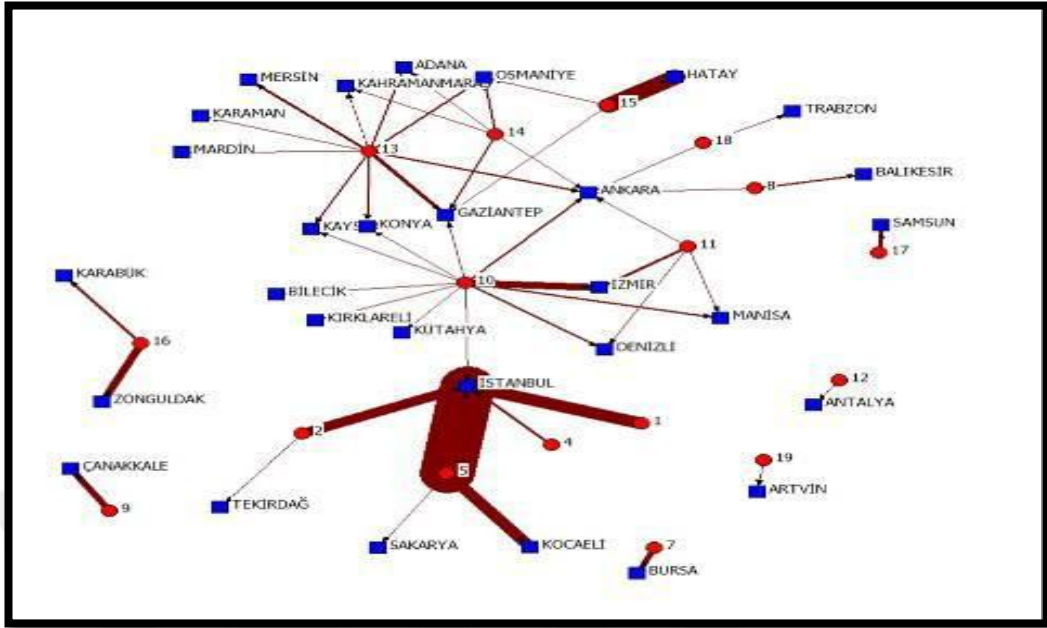 ADANA
MERSİN
KAHRAMANMARAŞ
OSMANİYE
HATAY
15
KARAMAN
TRABZON
14
18
MARDİN
13
BALIKESİR
8
ANKARA
GAZİANTEP
SAMSUN
KAYS
KONYA
11
17
KARABÜK
10
İZMİR
BİLECİK
MANİSA
KIRKLARELİ
KÜTAHYA
16
DENİZLİ
12
İSTANBUL
ZONGULDAK
ANTALYA
1
2
4
ÇANAKKALE
5
19
ARTVİN
TEKİRDAĞ
9
SAKARYA
KOCAELİ
7
BURSA